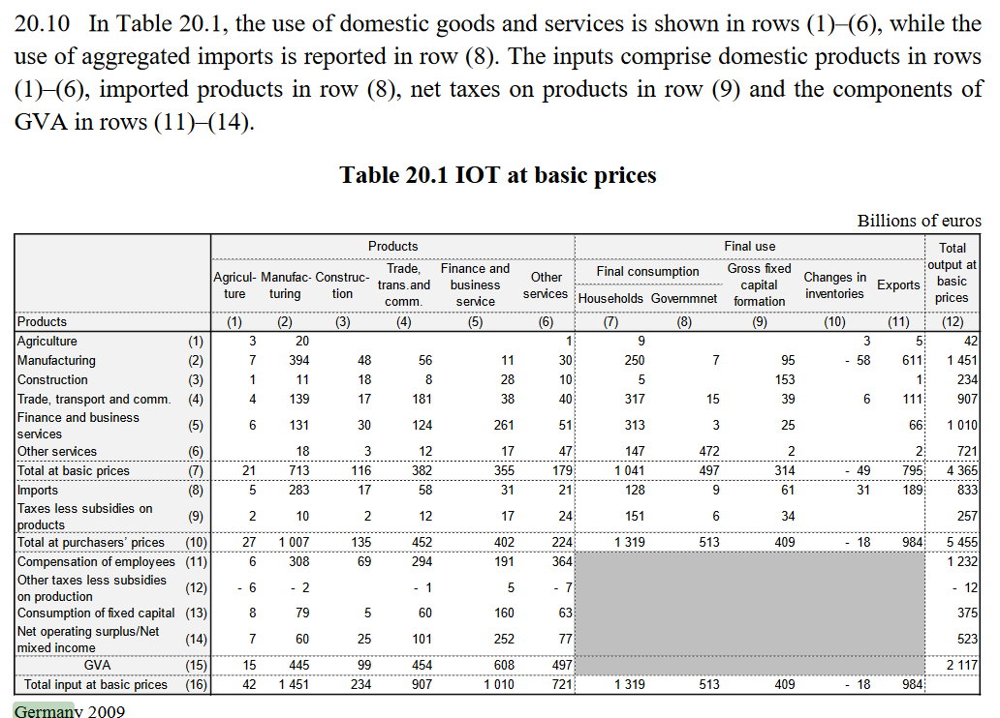 20.10 In Table 20.1, the use of domestic goods and services is shown in rows (1)–(6), while the
use of aggregated imports is reported in row (8). The inputs comprise domestic products in rows
(1)–(6), imported products in row (8), net taxes on products in row (9) and the components of
GVA in rows (11)–(14).
Table 20.1 IOT at basic prices
Billions of euros
Products Final use Total output at basic prices
Agricul-ture Manufac-turing Construc-tion Trade, trans.and comm. Finance and business service Other services Final consumption Gross fixed capital formation Changes in inventories Exports
Households Governmnet
Products (1) (2) (3) (4) (5) (6) (7) (8) (9) (10) (11) (12)
Agriculture (1) 3 20 1 9 3 5 42
Manufacturing (2) 7 394 48 56 11 30 250 7 95 - 58 611 1 451
Construction (3) 1 11 18 8 28 10 5 153 1 234
Trade, transport and comm. (4) 4 139 17 181 38 40 317 15 39 6 111 907
Finance and business
services (5) 6 131 30 124 261 51 313 3 25 66 1 010
Other services (6) 18 3 12 17 47 147 472 2 2 721
Total at basic prices (7) 21 713 116 382 355 179 1 041 497 314 - 49 795 4 365
Imports (8) 5 283 17 58 31 21 128 9 61 31 189 833
Taxes less subsidies on
products (9) 2 10 2 12 17 24 151 6 34 257
Total at purchasers' prices (10) 27 1 007 135 452 402 224 1 319 513 409 - 18 984 5 455
Compensation of employees (11) 6 308 69 294 191 364 1 232
Other taxes less subsidies
on production (12) - 6 - 2 - 1 5 - 7 - 12
Consumption of fixed capital (13) 8 79 5 60 160 63 375
Net operating surplus/Net
mixed income (14) 7 60 25 101 252 77 523
GVA (15) 15 445 99 454 608 497 2 117
Total input at basic prices (16) 42 1 451 234 907 1 010 721 1 319 513 409 - 18 984
Germany 2009